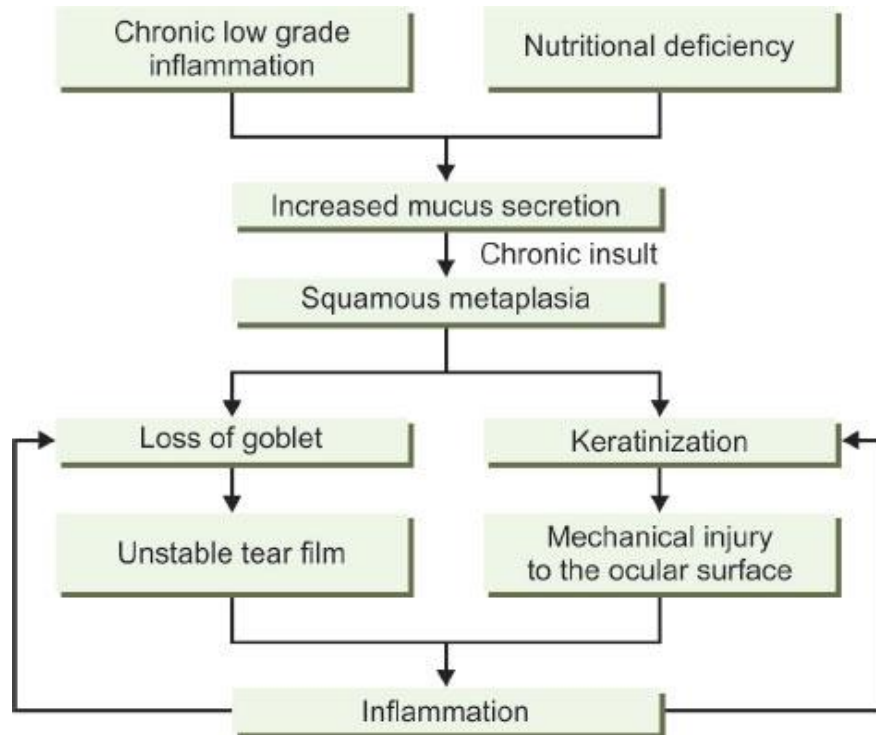 Chronic low grade
inflammation
Nutritional deficiency
Increased mucus secretion
Chronic insult
Squamous metaplasia
Loss of goblet
Keratinization
Unstable tear film
Mechanical injury
to the ocular surface
Inflammation